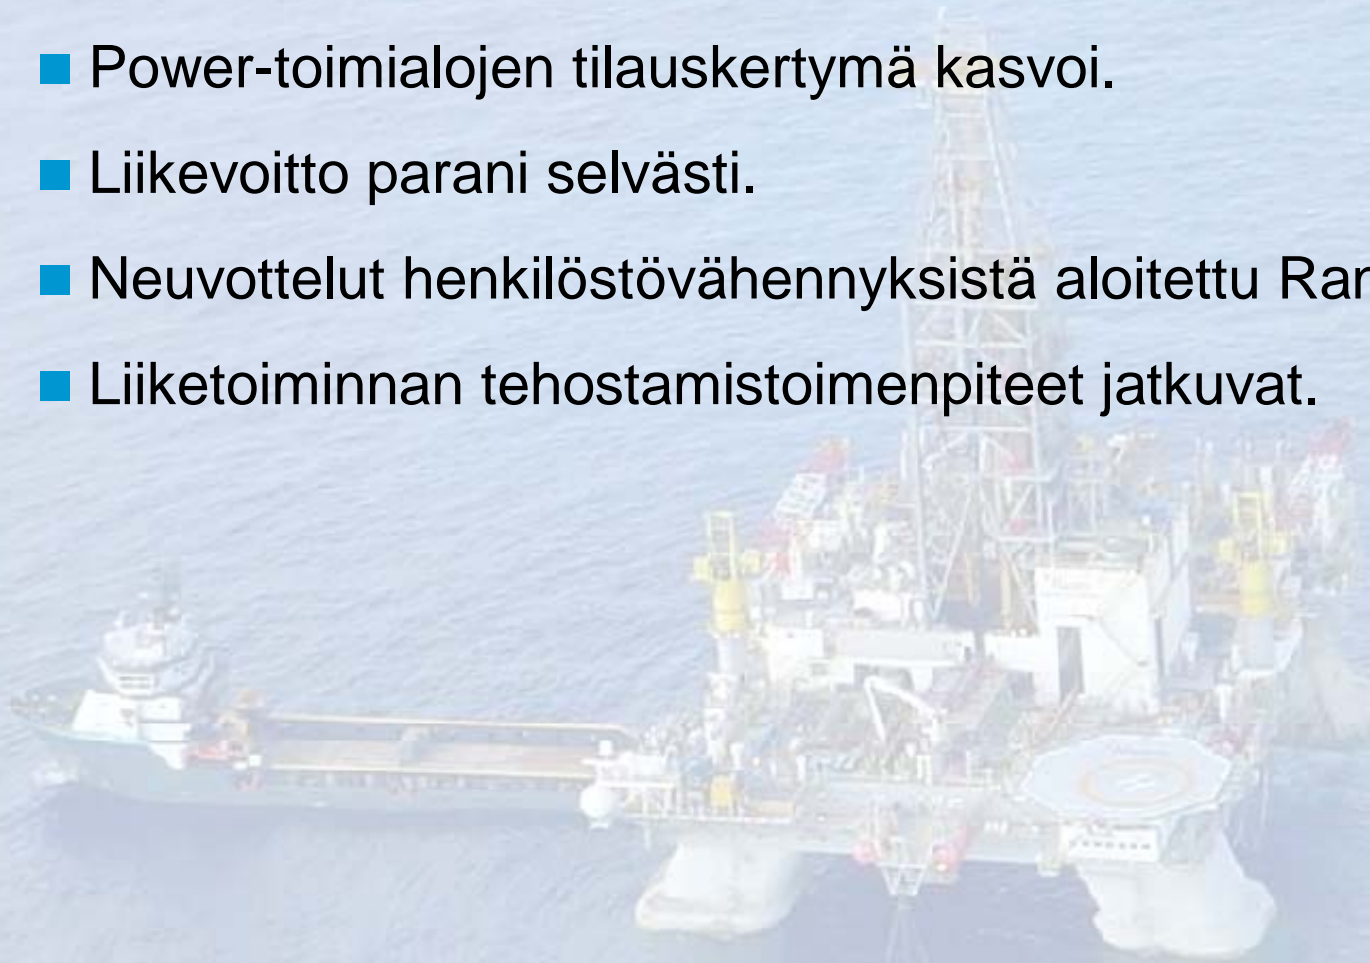 Power-toimialojen tilauskertymä kasvoi.
Liikevoitto parani selvästi.
Neuvottelut henkilöstövähennyksistä aloitettu
Liiketoiminnan tehostamistoimenpiteet jatkuvat.